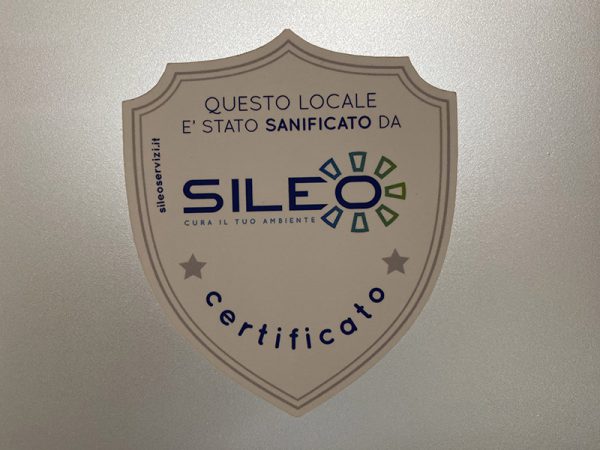 QUESTO LOCALE
E' STATO SANIFICATO DA
sileoservizi.it
SILEO
CURA IL TUO AMBIENTE
certificato